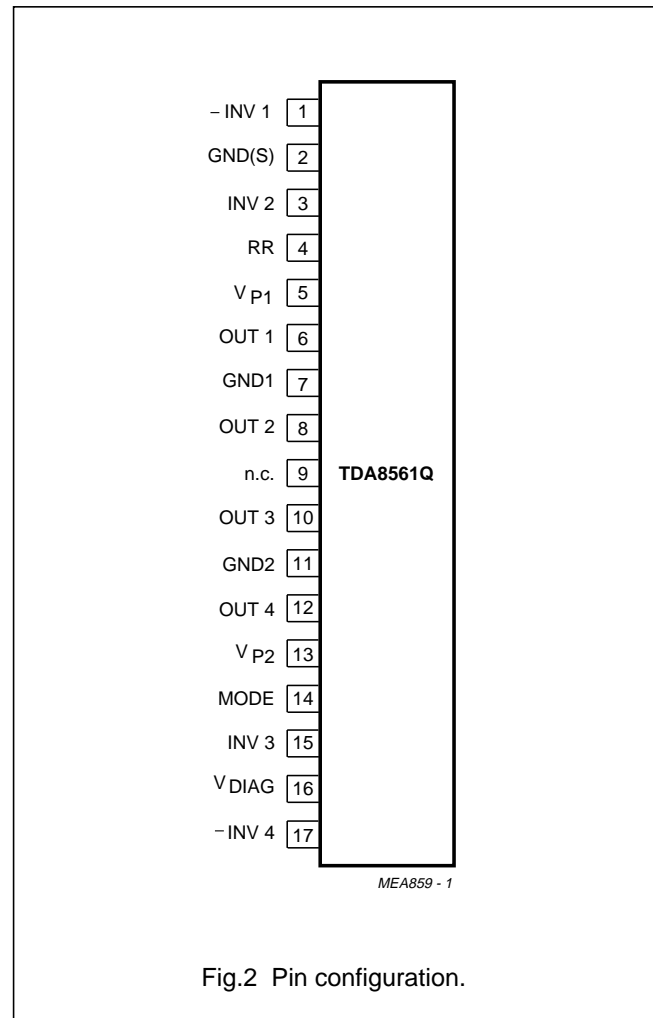 – INV 1 1
GND(S) 2
INV 2 3
RR 4
V P1 5
OUT 1 6
GND1 7
OUT 2 8
n.c. 9 TDA8561Q
OUT 3 10
GND2 11
OUT 4 12
V P2 13
MODE 14
INV 3 15
V DIAG 16
– INV 4 17
MEA859 - 1
Fig.2 Pin configuration.